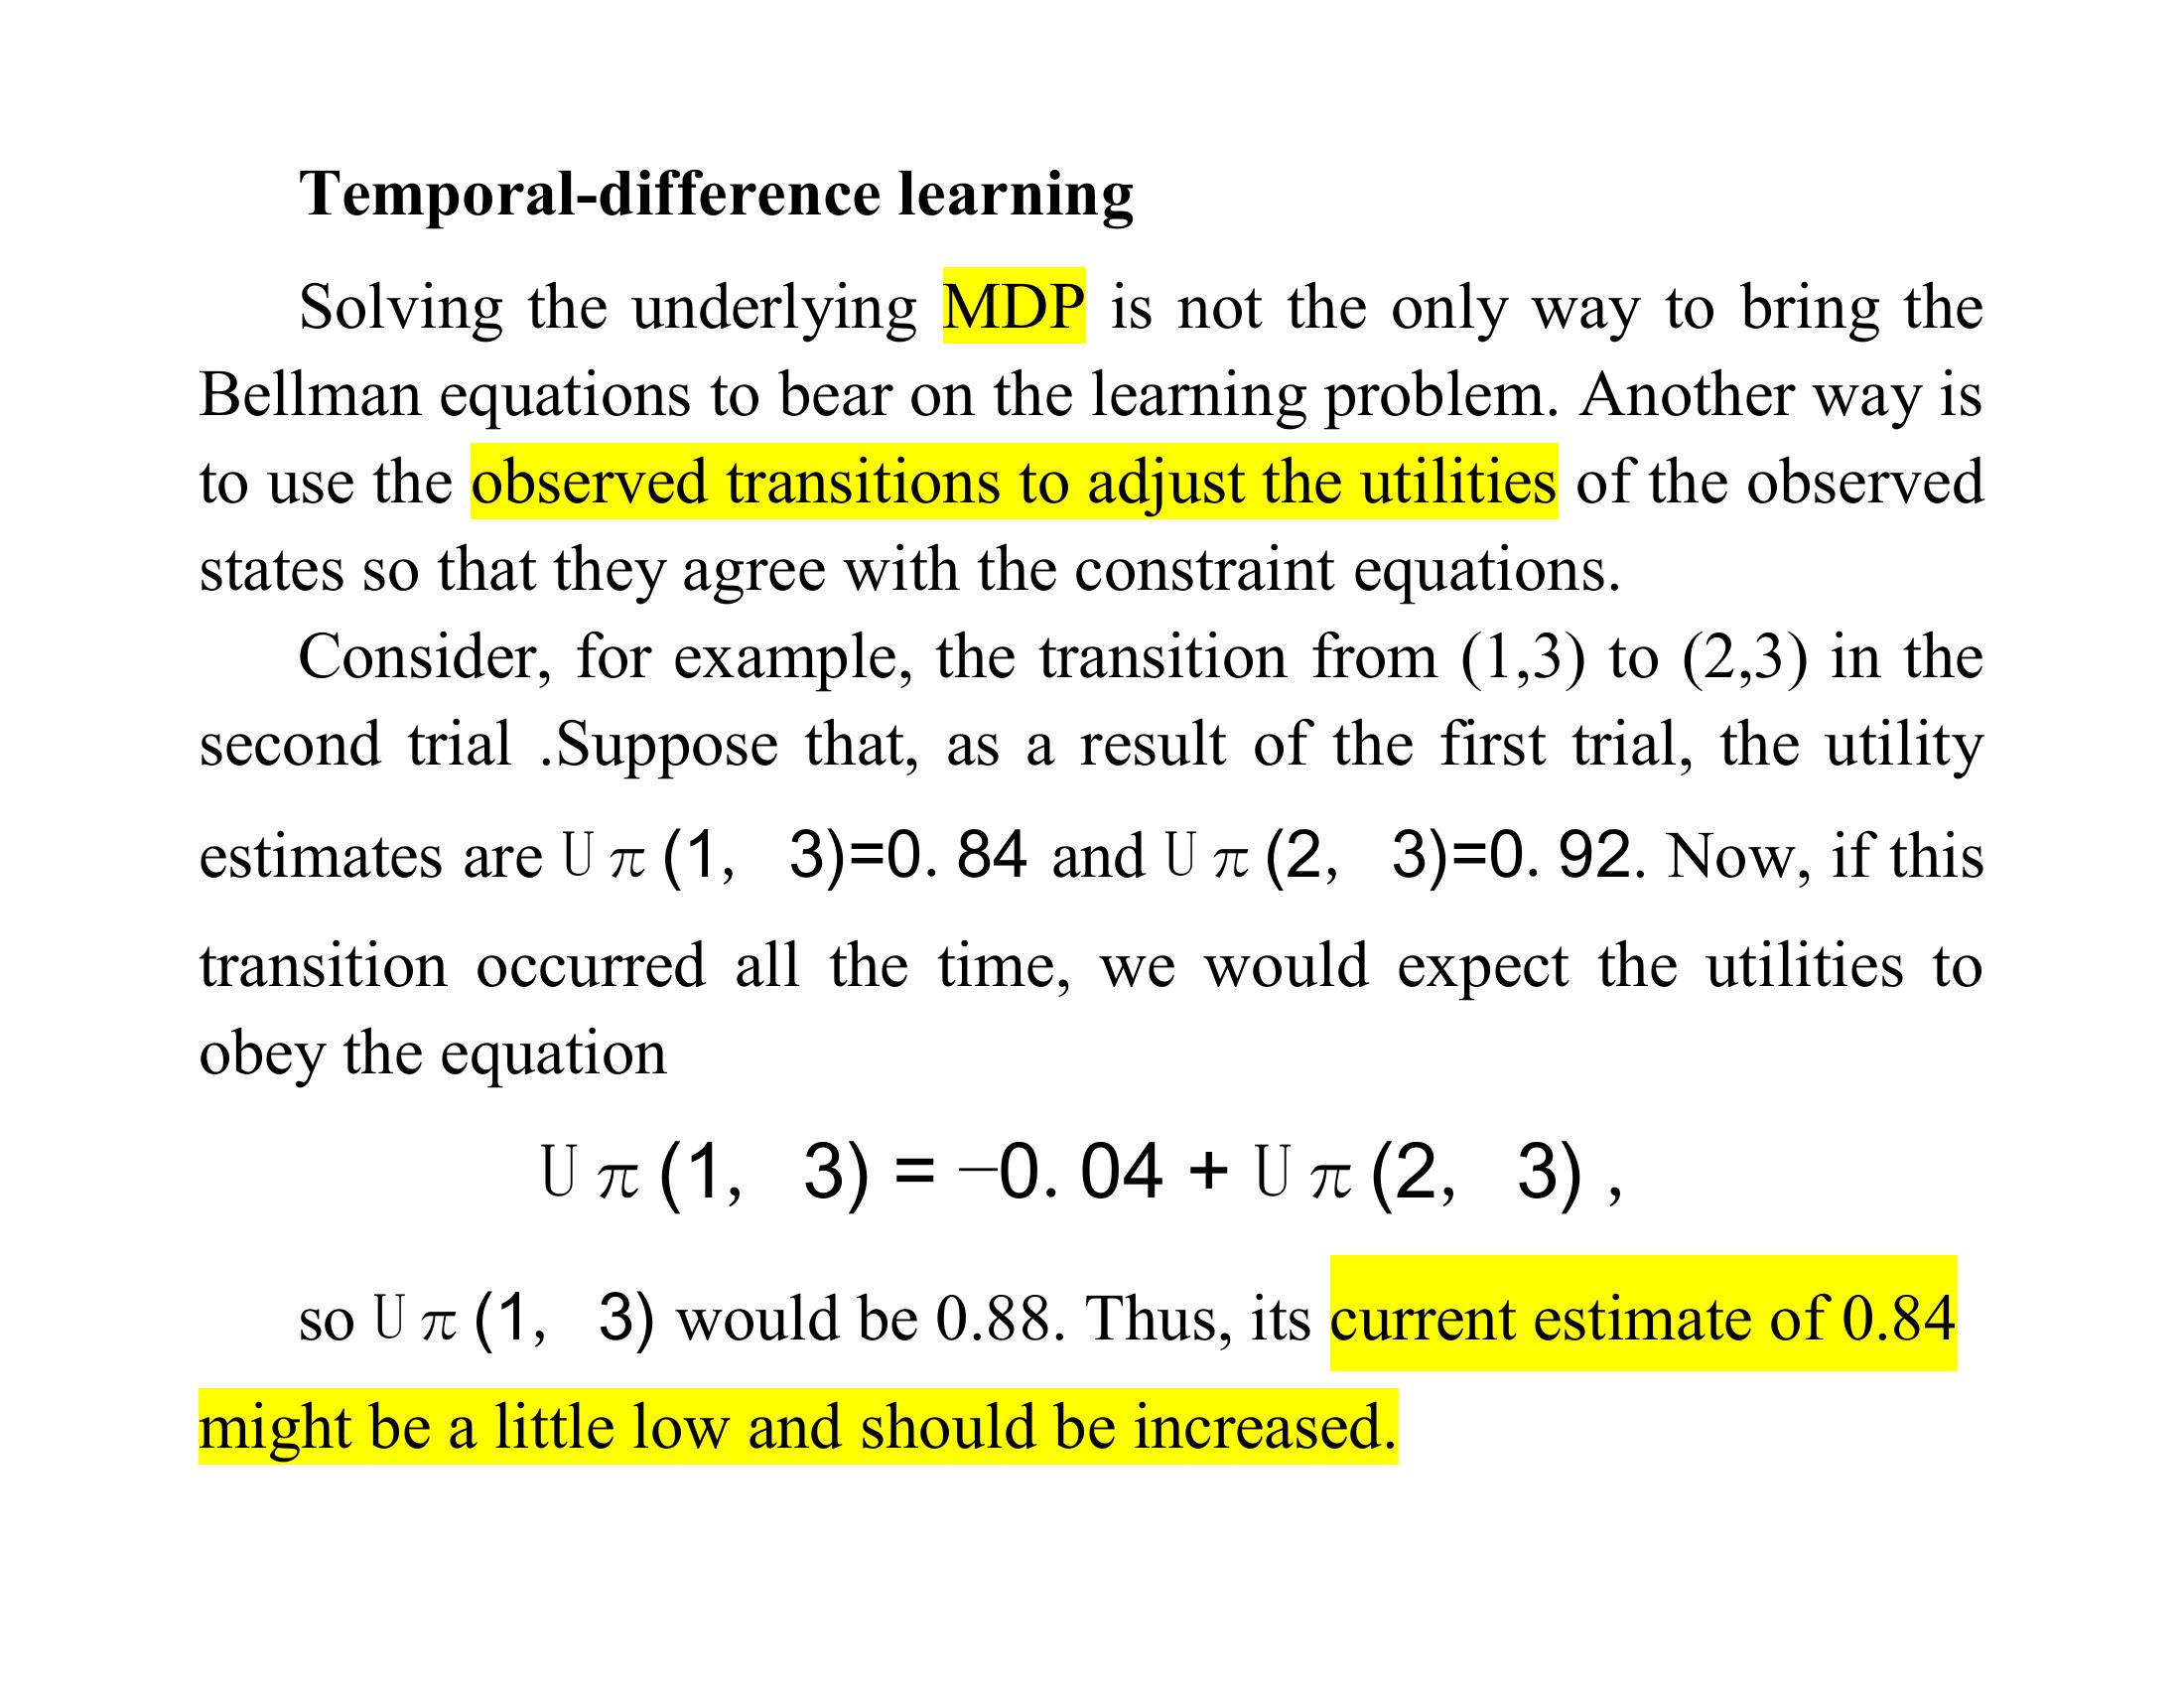 Temporal-difference learning
Solving the underlying MDP is not the only way to bring the
Bellman equations to bear on the learning problem. Another way is
to use the observed transitions to adjust the utilities of the observed
states so that they agree with the constraint equations.
Consider, for example, the transition from (1,3) to (2,3) in the
second trial .Suppose that, as a result of the first trial, the utility
estimates are U π (1, 3)=0. 84 and U π (2, 3)=0. 92. Now, if this
transition occurred all the time, we would expect the utilities to
obey the equation
U π (1, 3) = −0. 04 + U π (2, 3) ,
so U π (1, 3) would be 0.88. Thus, its current estimate of 0.84
might be a little low and should be increased.